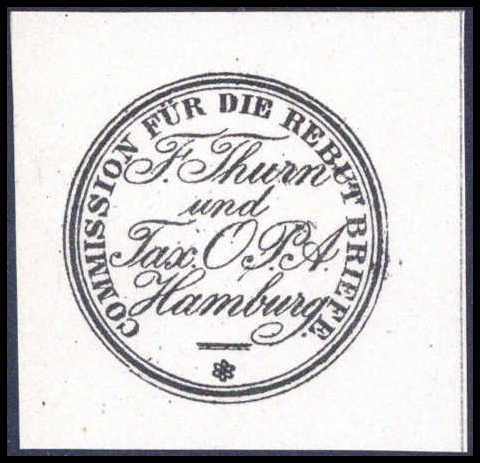 COMMISSION FÜR DIE REBUT BRIEFE.
F. Thurn
und
Tax. O. P. A.
Hamburg.